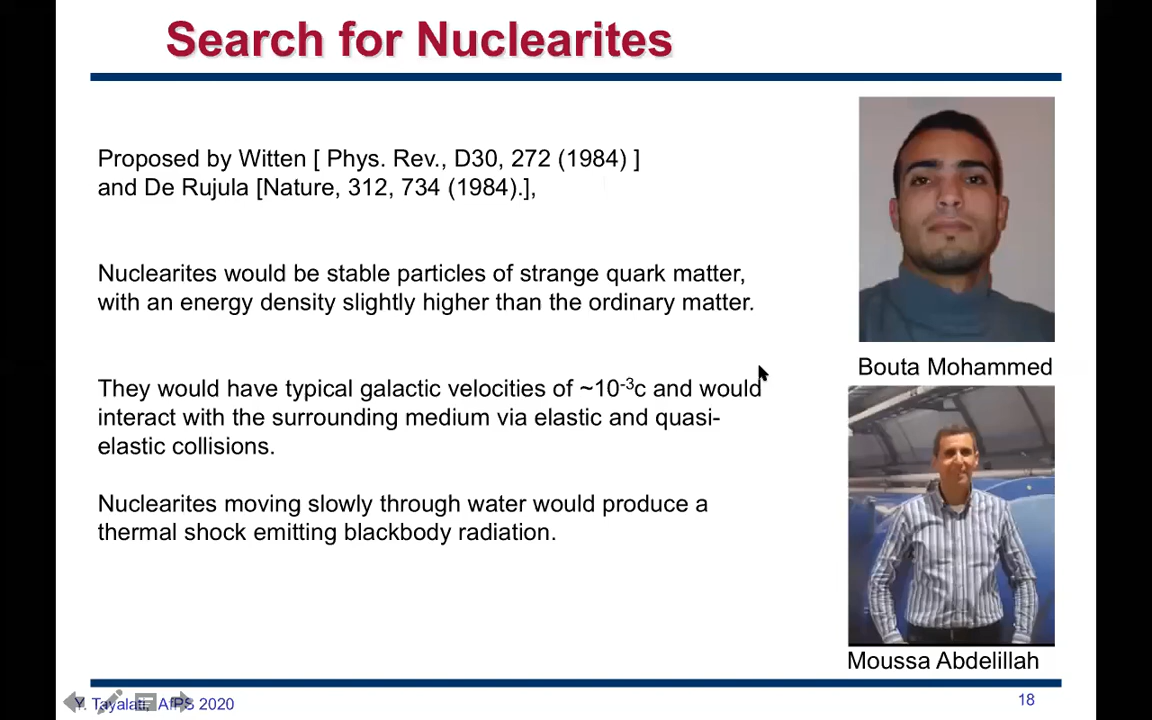 Search for Nuclearites
Proposed by Witten [ Phys. Rev., D30, 272 (1984) ]
and De Rujula [Nature, 312, 734 (1984).],
Nuclearites would be stable particles of strange quark matter,
with an energy density slightly higher than the ordinary matter.
They would have typical galactic velocities of ~10⁻³c and would
interact with the surrounding medium via elastic and quasi-
elastic collisions.
Nuclearites moving slowly through water would produce a
thermal shock emitting blackbody radiation.
Bouta Mohammed
Moussa Abdelillah
Y. Tayalati, AfPS 2020
18